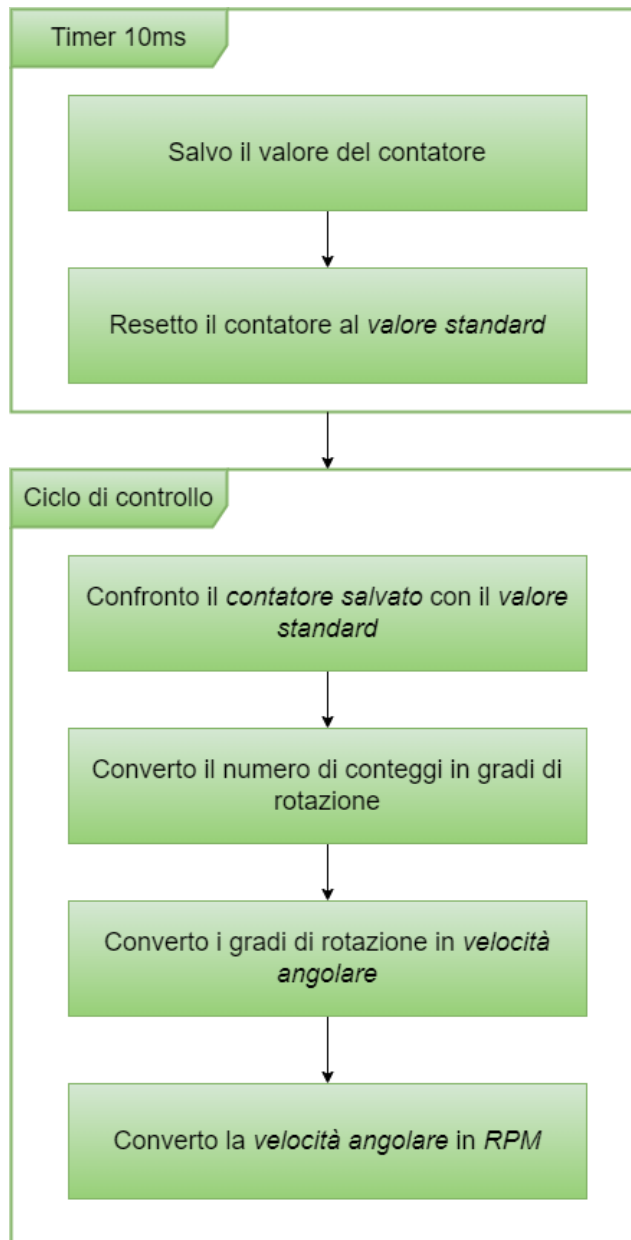 Timer 10ms
Salvo il valore del contatore
Resetto il contatore al valore standard
Ciclo di controllo
Confronto il contatore salvato con il valore
standard
Converto il numero di conteggi in gradi di
rotazione
Converto i gradi di rotazione in velocità
angolare
Converto la velocità angolare in RPM